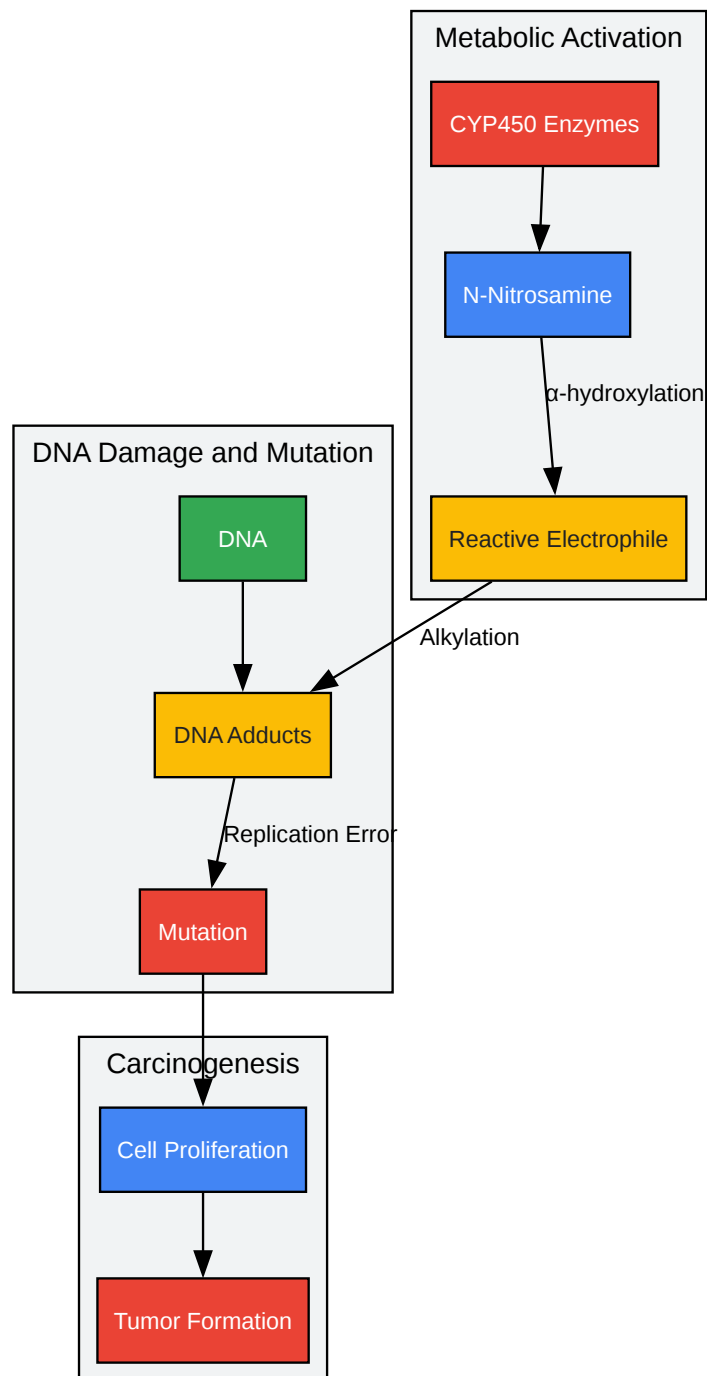 Metabolic Activation
CYP450 Enzymes
N-Nitrosamine
α-hydroxylation
DNA Damage and Mutation
DNA
Reactive Electrophile
Alkylation
DNA Adducts
Replication Error
Mutation
Carcinogenesis
Cell Proliferation
Tumor Formation